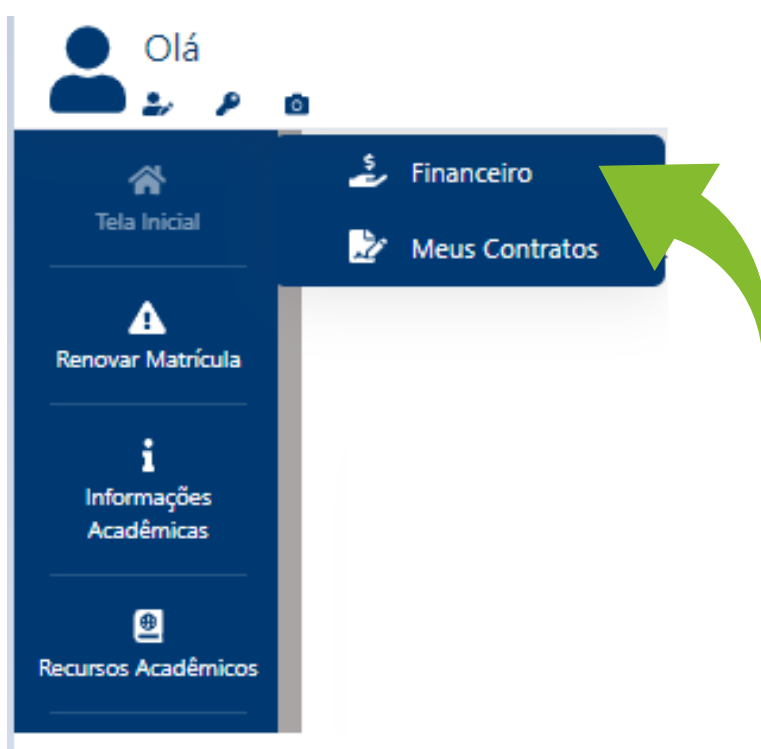 Olá
Tela Inicial
Financeiro
Meus Contratos
Renovar Matrícula
Informações
Acadêmicas
Recursos Acadêmicos